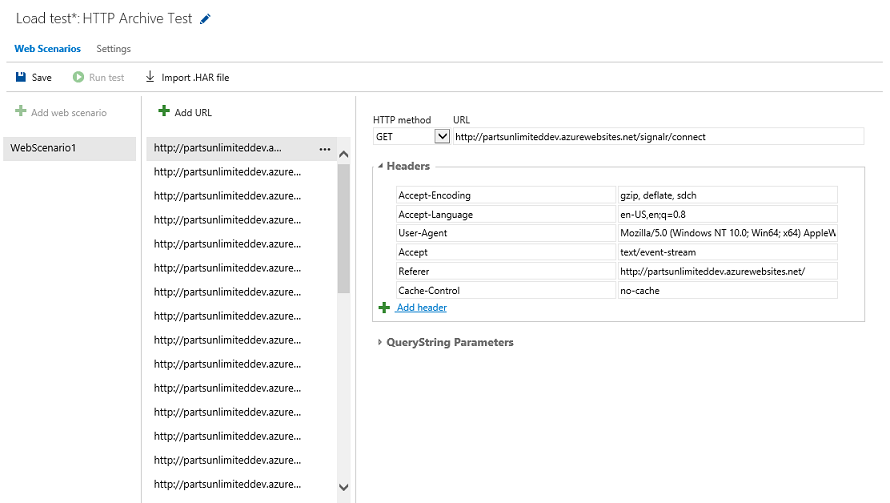 Load test*: HTTP Archive Test
Web Scenarios Settings
Save Run test Import .HAR file
Add web scenario
WebScenario1
Add URL
http://partsunlimiteddev.a... ...
http://partsunlimiteddev.azure...
http://partsunlimiteddev.azure...
http://partsunlimiteddev.azure...
http://partsunlimiteddev.azure...
http://partsunlimiteddev.azure...
http://partsunlimiteddev.azure...
http://partsunlimiteddev.azure...
http://partsunlimiteddev.azure...
http://partsunlimiteddev.azure...
http://partsunlimiteddev.azure...
http://partsunlimiteddev.azure...
http://partsunlimiteddev.azure...
http://partsunlimiteddev.azure...
http://partsunlimiteddev.azure...
HTTP method URL
GET http://partsunlimiteddev.azurewebsites.net/signalr/connect
Headers
Accept-Encoding gzip, deflate, sdch
Accept-Language en-US,en;q=0.8
User-Agent Mozilla/5.0 (Windows NT 10.0; Win64; x64) AppleW
Accept text/event-stream
Referer http://partsunlimiteddev.azurewebsites.net/
Cache-Control no-cache
Add header
QueryString Parameters